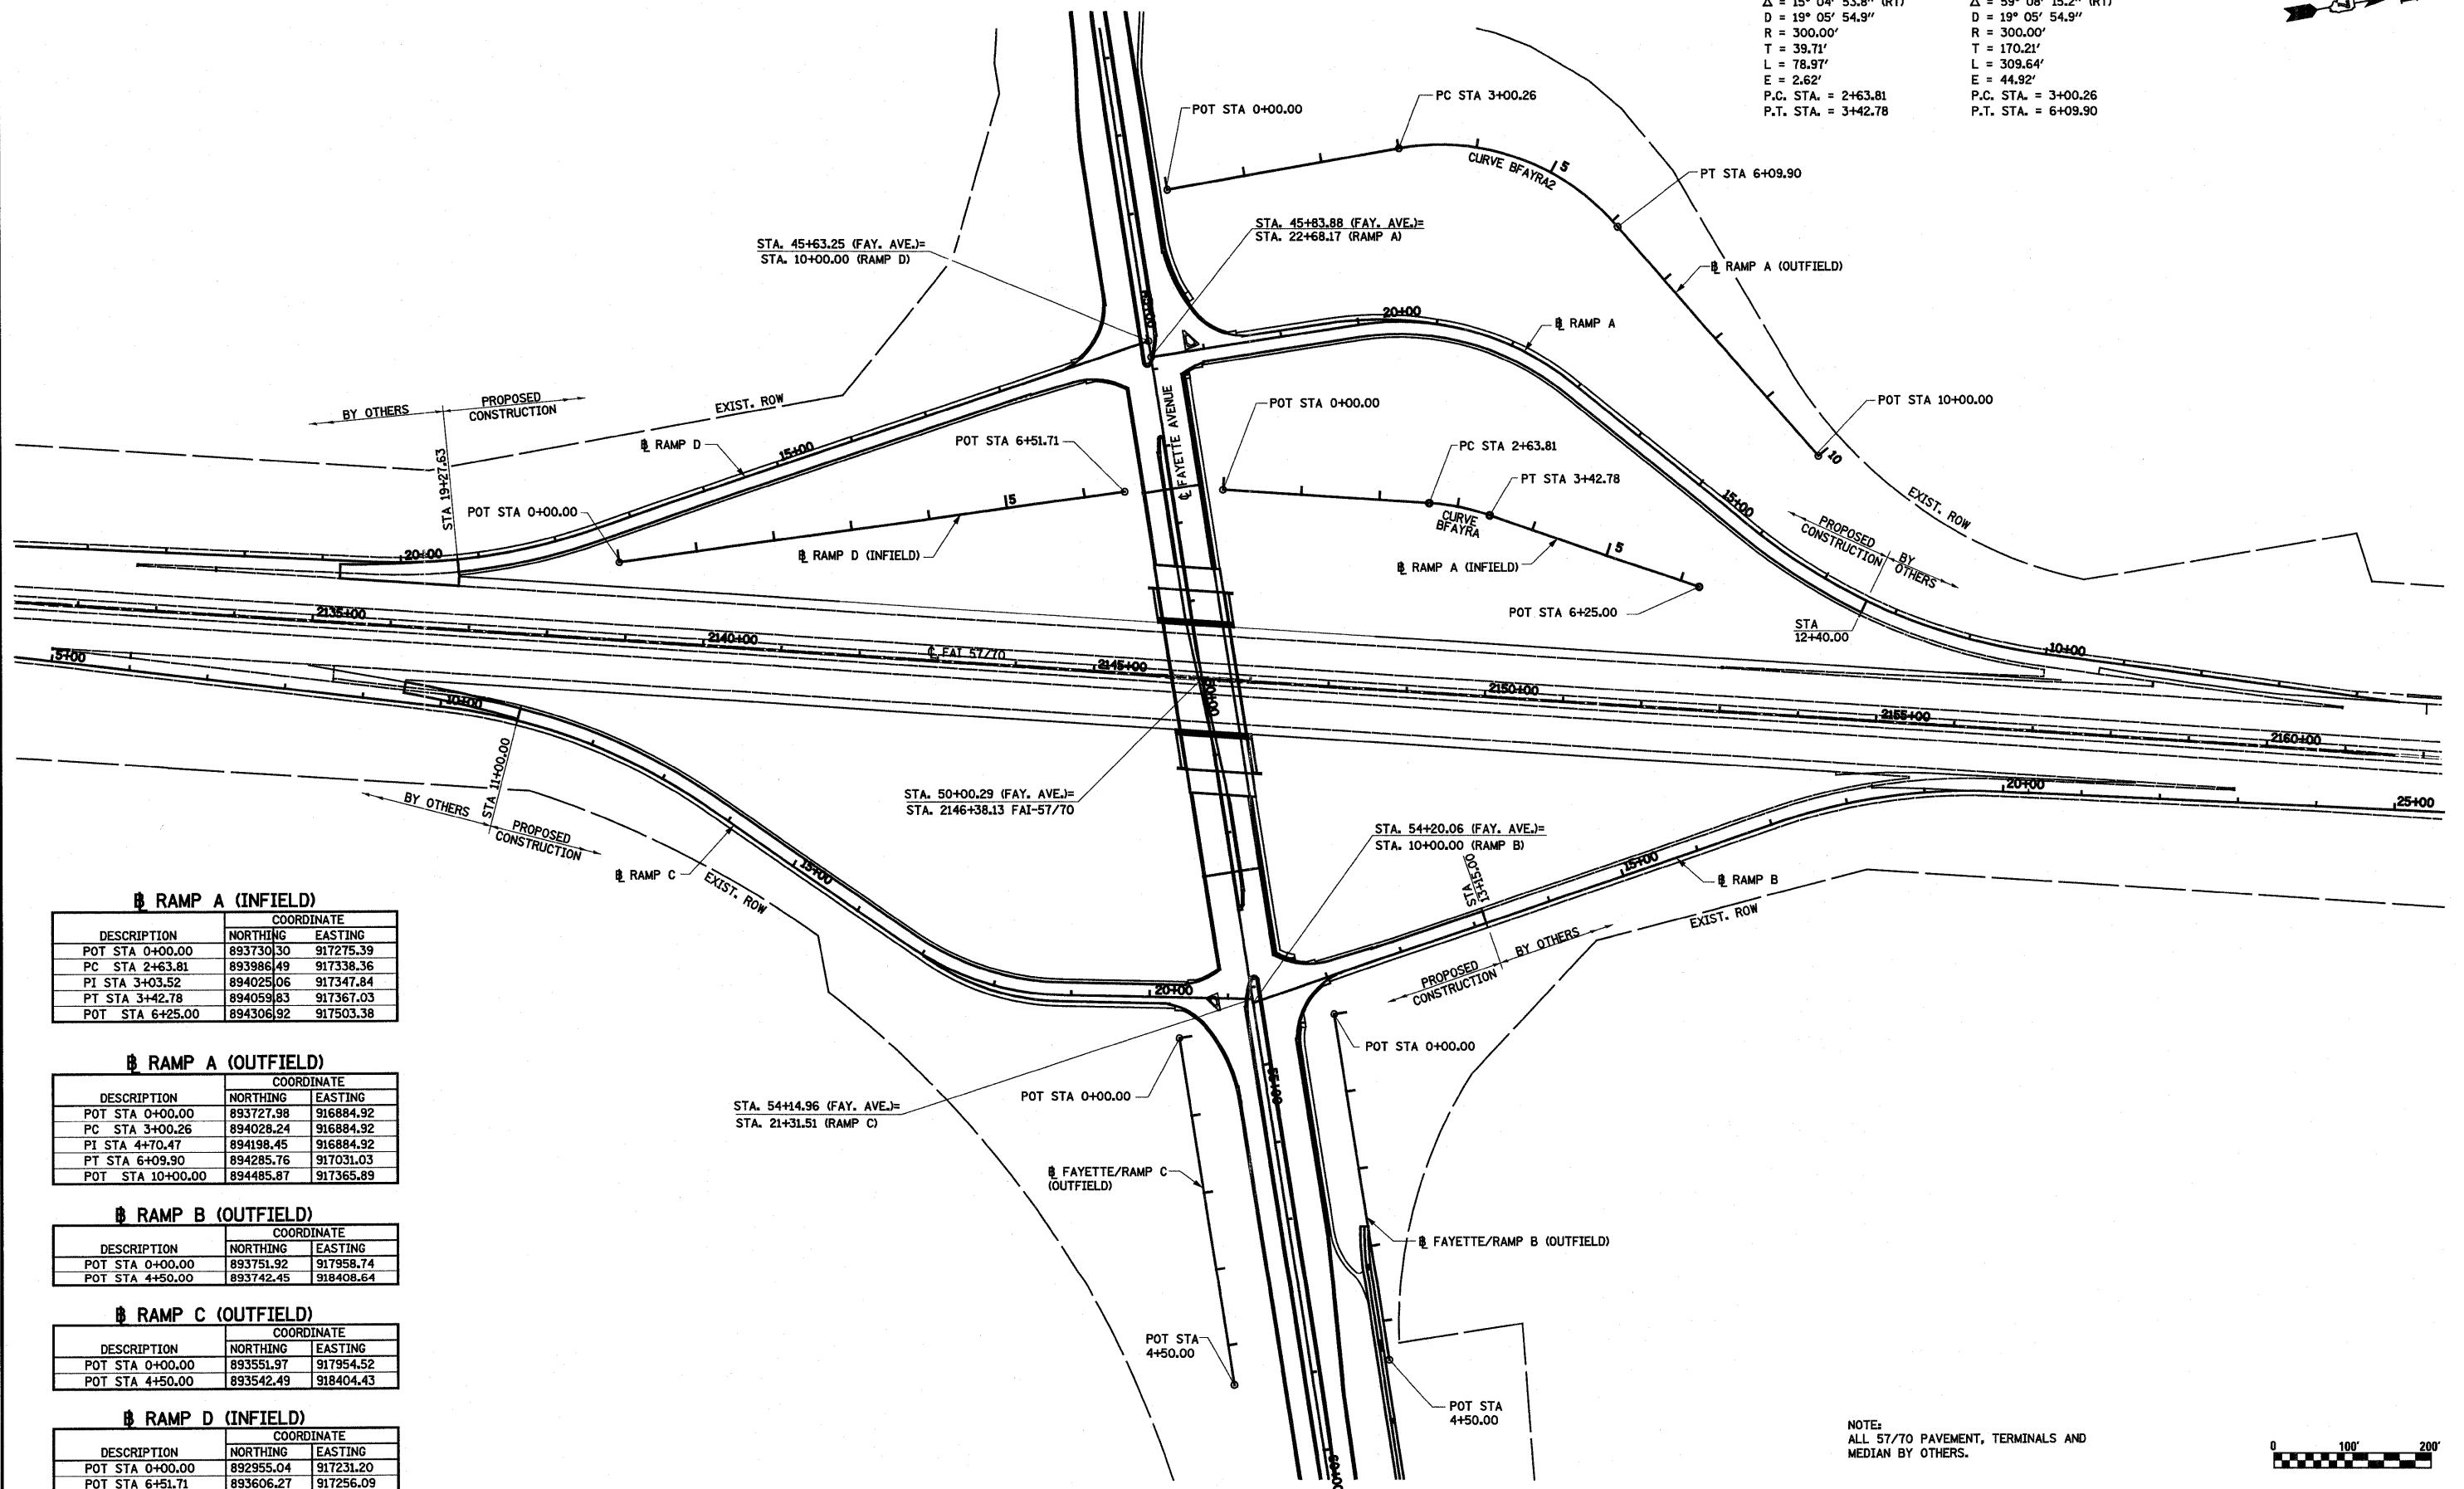 Δ = 15° 04' 53.8" (RT)
D = 19° 05' 54.9"
R = 300.00'
T = 39.71'
L = 78.97'
E = 2.62'
P.C. STA. = 2+63.81
P.T. STA. = 3+42.78
Δ = 59° 08' 15.2" (RT)
D = 19° 05' 54.9"
R = 300.00'
T = 170.21'
L = 309.64'
E = 44.92'
P.C. STA. = 3+00.26
P.T. STA. = 6+09.90
POT STA 0+00.00
PC STA 3+00.26
CURVE BFAYRA2
5
PT STA 6+09.90
STA. 45+63.25 (FAY. AVE.)=
STA. 10+00.00 (RAMP D)
STA. 45+83.88 (FAY. AVE.)=
STA. 22+68.17 (RAMP A)
℄ RAMP A (OUTFIELD)
20+00
℄ RAMP A
BY OTHERS
PROPOSED
CONSTRUCTION
EXIST. ROW
℄ RAMP D
15+00
POT STA 6+51.71
℄ FAYETTE AVENUE
POT STA 0+00.00
PC STA 2+63.81
PT STA 3+42.78
POT STA 10+00.00
10
STA 19+27.63
POT STA 0+00.00
5
℄ RAMP D (INFIELD)
CURVE
BFAYRA
5
℄ RAMP A (INFIELD)
POT STA 6+25.00
15+00
PROPOSED
CONSTRUCTION
BY
OTHERS
EXIST. ROW
STA
12+40.00
20+00
2135+00
2140+00
℄ FAI 57/70
2145+00
50+00
2150+00
2155+00
2160+00
10+00
5+00
10+00
STA 11+00.00
BY OTHERS
PROPOSED
CONSTRUCTION
℄ RAMP C
EXIST. ROW
15+00
STA. 50+00.29 (FAY. AVE.)=
STA. 2146+38.13 FAI-57/70
STA. 54+20.06 (FAY. AVE.)=
STA. 10+00.00 (RAMP B)
STA
13+15.00
15+00
℄ RAMP B
20+00
25+00
EXIST. ROW
PROPOSED
CONSTRUCTION
BY OTHERS
20+00
POT STA 0+00.00
POT STA 0+00.00
STA. 54+14.96 (FAY. AVE.)=
STA. 21+31.51 (RAMP C)
55+00
℄ FAYETTE/RAMP C
(OUTFIELD)
℄ FAYETTE/RAMP B (OUTFIELD)
POT STA
4+50.00
POT STA
4+50.00
60+00
℄ RAMP A (INFIELD)
COORDINATE
DESCRIPTION NORTHING EASTING
POT STA 0+00.00 893730.30 917275.39
PC STA 2+63.81 893986.49 917338.36
PI STA 3+03.52 894025.06 917347.84
PT STA 3+42.78 894059.83 917367.03
POT STA 6+25.00 894306.92 917503.38
℄ RAMP A (OUTFIELD)
COORDINATE
DESCRIPTION NORTHING EASTING
POT STA 0+00.00 893727.98 916884.92
PC STA 3+00.26 894028.24 916884.92
PI STA 4+70.47 894198.45 916884.92
PT STA 6+09.90 894285.76 917031.03
POT STA 10+00.00 894485.87 917365.89
℄ RAMP B (OUTFIELD)
COORDINATE
DESCRIPTION NORTHING EASTING
POT STA 0+00.00 893751.92 917958.74
POT STA 4+50.00 893742.45 918408.64
℄ RAMP C (OUTFIELD)
COORDINATE
DESCRIPTION NORTHING EASTING
POT STA 0+00.00 893551.97 917954.52
POT STA 4+50.00 893542.49 918404.43
℄ RAMP D (INFIELD)
COORDINATE
DESCRIPTION NORTHING EASTING
POT STA 0+00.00 892955.04 917231.20
POT STA 6+51.71 893606.27 917256.09
NOTE:
ALL 57/70 PAVEMENT, TERMINALS AND
MEDIAN BY OTHERS.
0 100' 200'